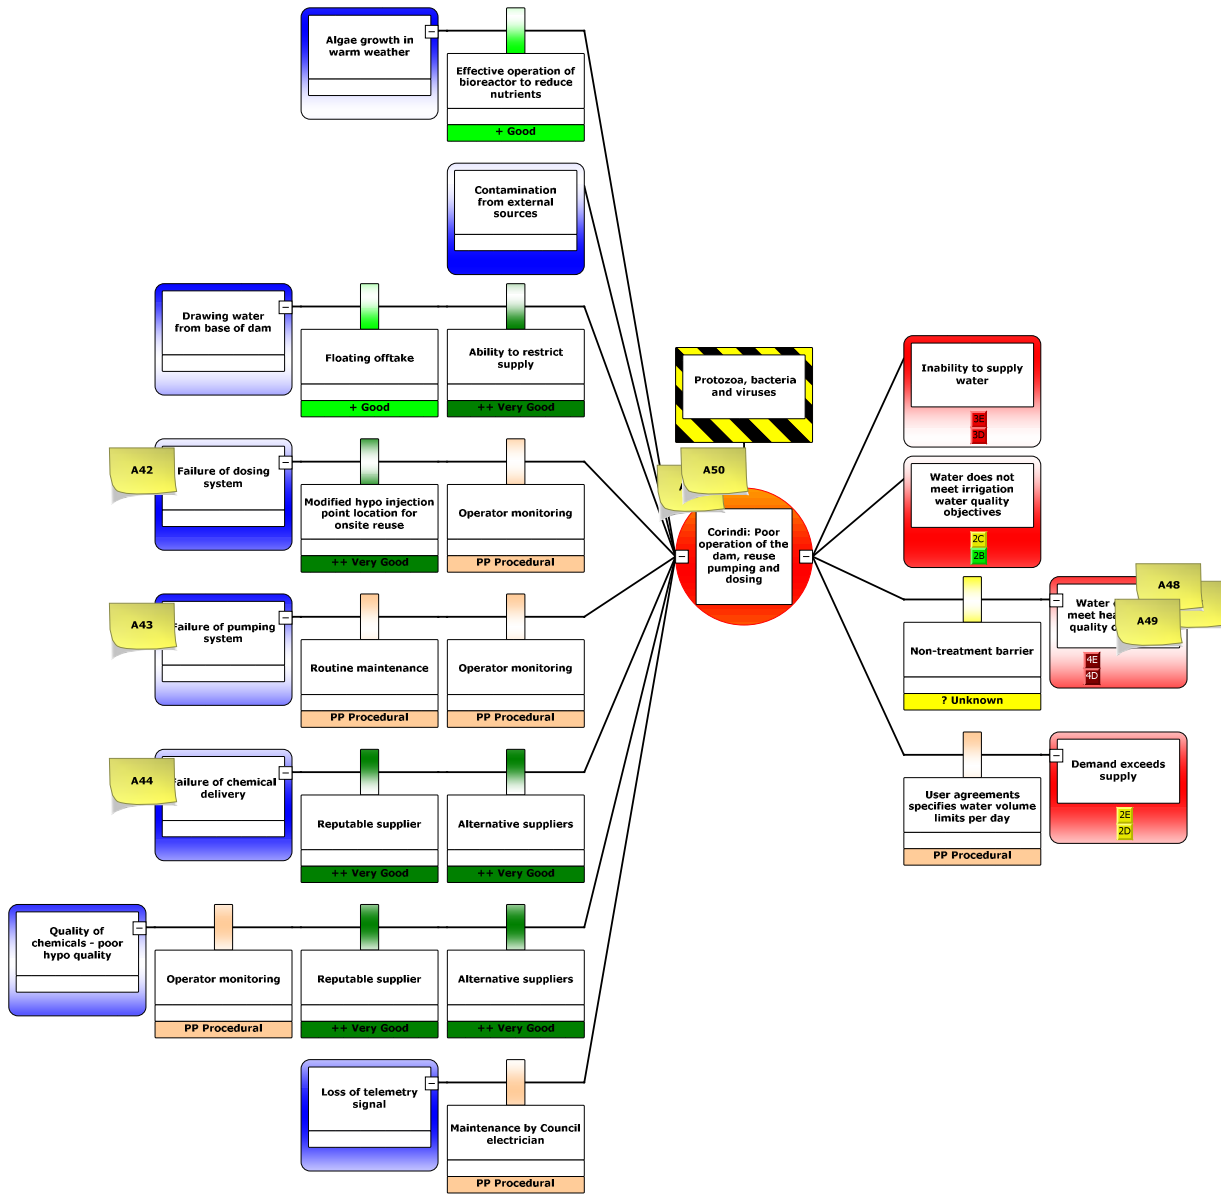 Algae growth in
warm weather
Effective operation of
bioreactor to reduce
nutrients
+ Good
Contamination
from external
sources
Drawing water
from base of dam
Floating offtake
+ Good
Ability to restrict
supply
++ Very Good
A42
Failure of dosing
system
Modified hypo injection
point location for
onsite reuse
++ Very Good
Operator monitoring
PP Procedural
A43
Failure of pumping
system
Routine maintenance
PP Procedural
Operator monitoring
PP Procedural
A44
Failure of chemical
delivery
Reputable supplier
++ Very Good
Alternative suppliers
++ Very Good
Quality of
chemicals - poor
hypo quality
Operator monitoring
PP Procedural
Reputable supplier
++ Very Good
Alternative suppliers
++ Very Good
Loss of telemetry
signal
Maintenance by Council
electrician
PP Procedural
Protozoa, bacteria
and viruses
A50
Corindi: Poor
operation of the
dam, reuse
pumping and
dosing
Inability to supply
water
3E
3D
Water does not
meet irrigation
water quality
objectives
2C
2B
Non-treatment barrier
? Unknown
Water
meet
quality
A48
A49
4E
4D
User agreements
specifies water volume
limits per day
PP Procedural
Demand exceeds
supply
2E
2D